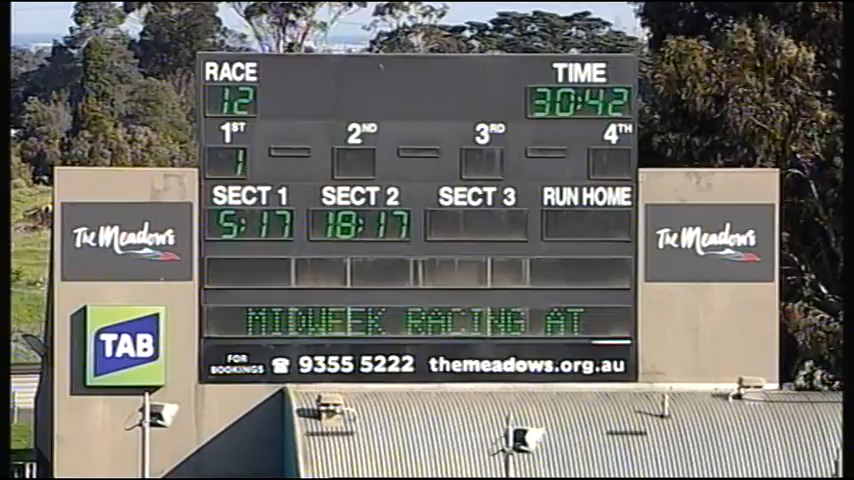 RACE TIME
12 30:42
1ST 2ND 3RD 4TH
1
SECT 1 SECT 2 SECT 3 RUN HOME
5:17 18:17
The Meadows
The Meadows
MIDWEEK RACING AT
TAB
FOR BOOKINGS ☎ 9355 5222 themeadows.org.au